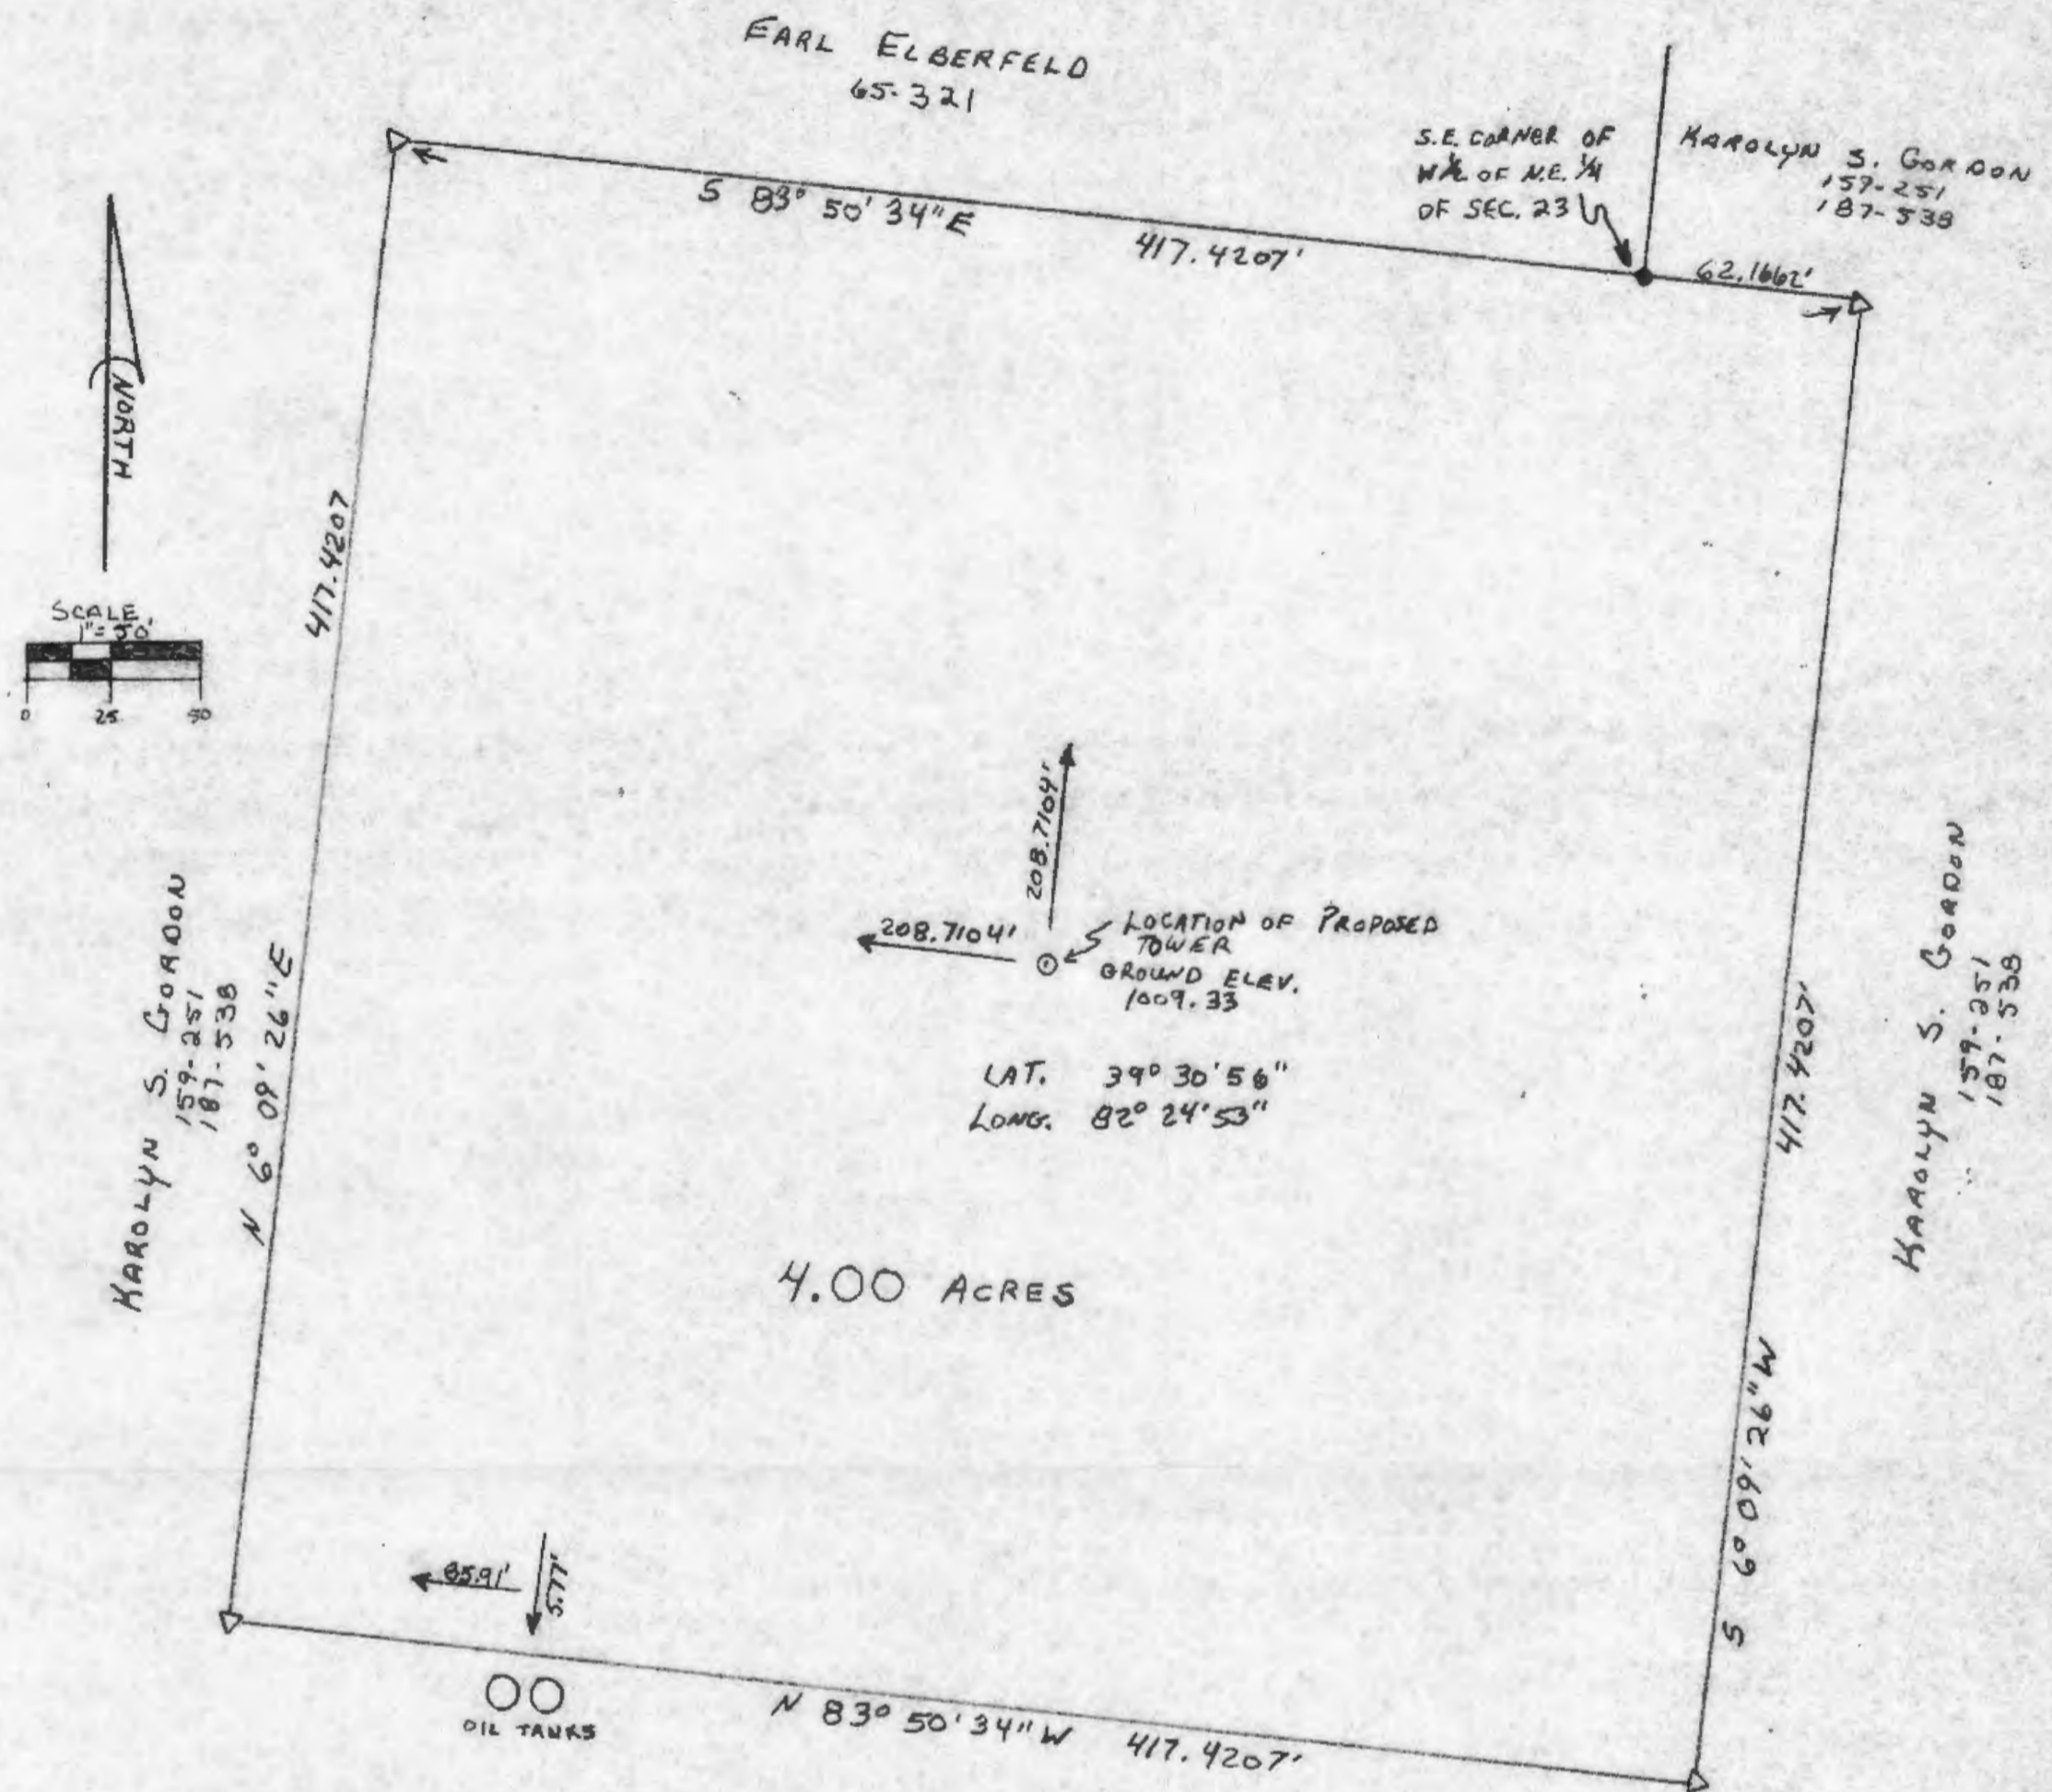 EARL ELBERFELD
65-321
S.E. CORNER OF
W½ OF N.E. ¼
OF SEC. 23
KAROLYN S. GORDON
159-251
187-538
S 83° 50' 34" E
417.4207'
62.1662'
NORTH
SCALE
1" = 40'
0 25 50
417.4207
N 6° 09' 26" E
KAROLYN S. GORDON
159-251
187-538
208.7104'
208.7104'
LOCATION OF PROPOSED
TOWER
GROUND ELEV.
1009.33
LAT. 39° 30' 56"
LONG. 82° 24' 53"
4.00 ACRES
417.4207'
S 6° 09' 26" W
KAROLYN S. GORDON
159-251
187-538
85.91'
5.77'
OIL TANKS
N 83° 50' 34" W 417.4207'